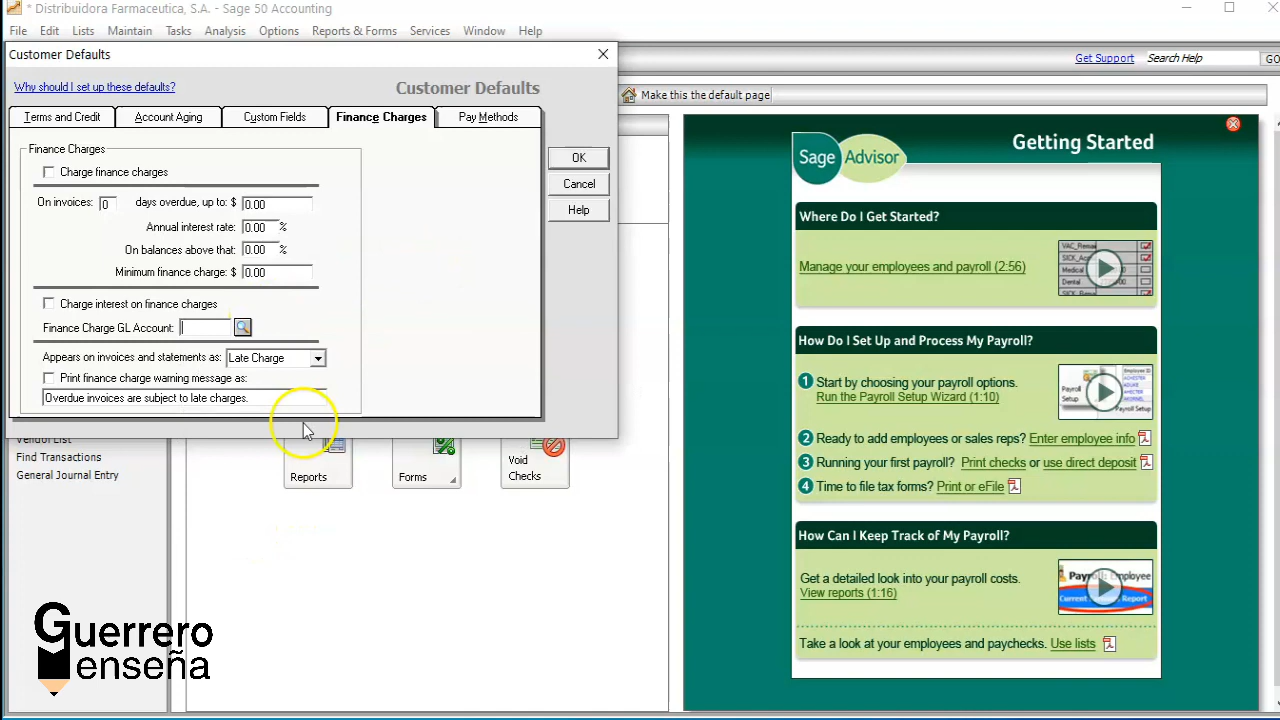 * Distribuidora Farmaceutica, S.A. - Sage 50 Accounting
File Edit Lists Maintain Tasks Analysis Options Reports & Forms Services Window Help
Customer Defaults
Get Support Search Help GO
Why should I set up these defaults?
Customer Defaults
Make this the default page
Terms and Credit Account Aging Custom Fields Finance Charges Pay Methods
Finance Charges
Charge finance charges
On invoices: 0 days overdue, up to: $ 0.00
Annual interest rate: 0.00 %
On balances above that: 0.00 %
Minimum finance charge: $ 0.00
Charge interest on finance charges
Finance Charge GL Account:
Appears on invoices and statments as: Late Charge
Print finance charge warning message as:
Overdue invoices are subject to late charges.
OK
Cancel
Help
Vendor List
Find Transactions
General Journal Entry
Reports
Forms
Void
Checks
Sage Advisor
Getting Started
Where Do I Get Started?
Manage your employees and payroll (2:56)
How Do I Set Up and Process My Payroll?
1 Start by choosing your payroll options.
Run the Payroll Setup Wizard (1:10)
Payroll
Setup
2 Ready to add employees or sales reps? Enter employee info
3 Running your first payroll? Print checks or use direct deposit
4 Time to file tax forms? Print or eFile
How Can I Keep Track of My Payroll?
Get a detailed look into your payroll costs.
View reports (1:16)
Take a look at your employees and paychecks. Use lists
Guerrero
enseña